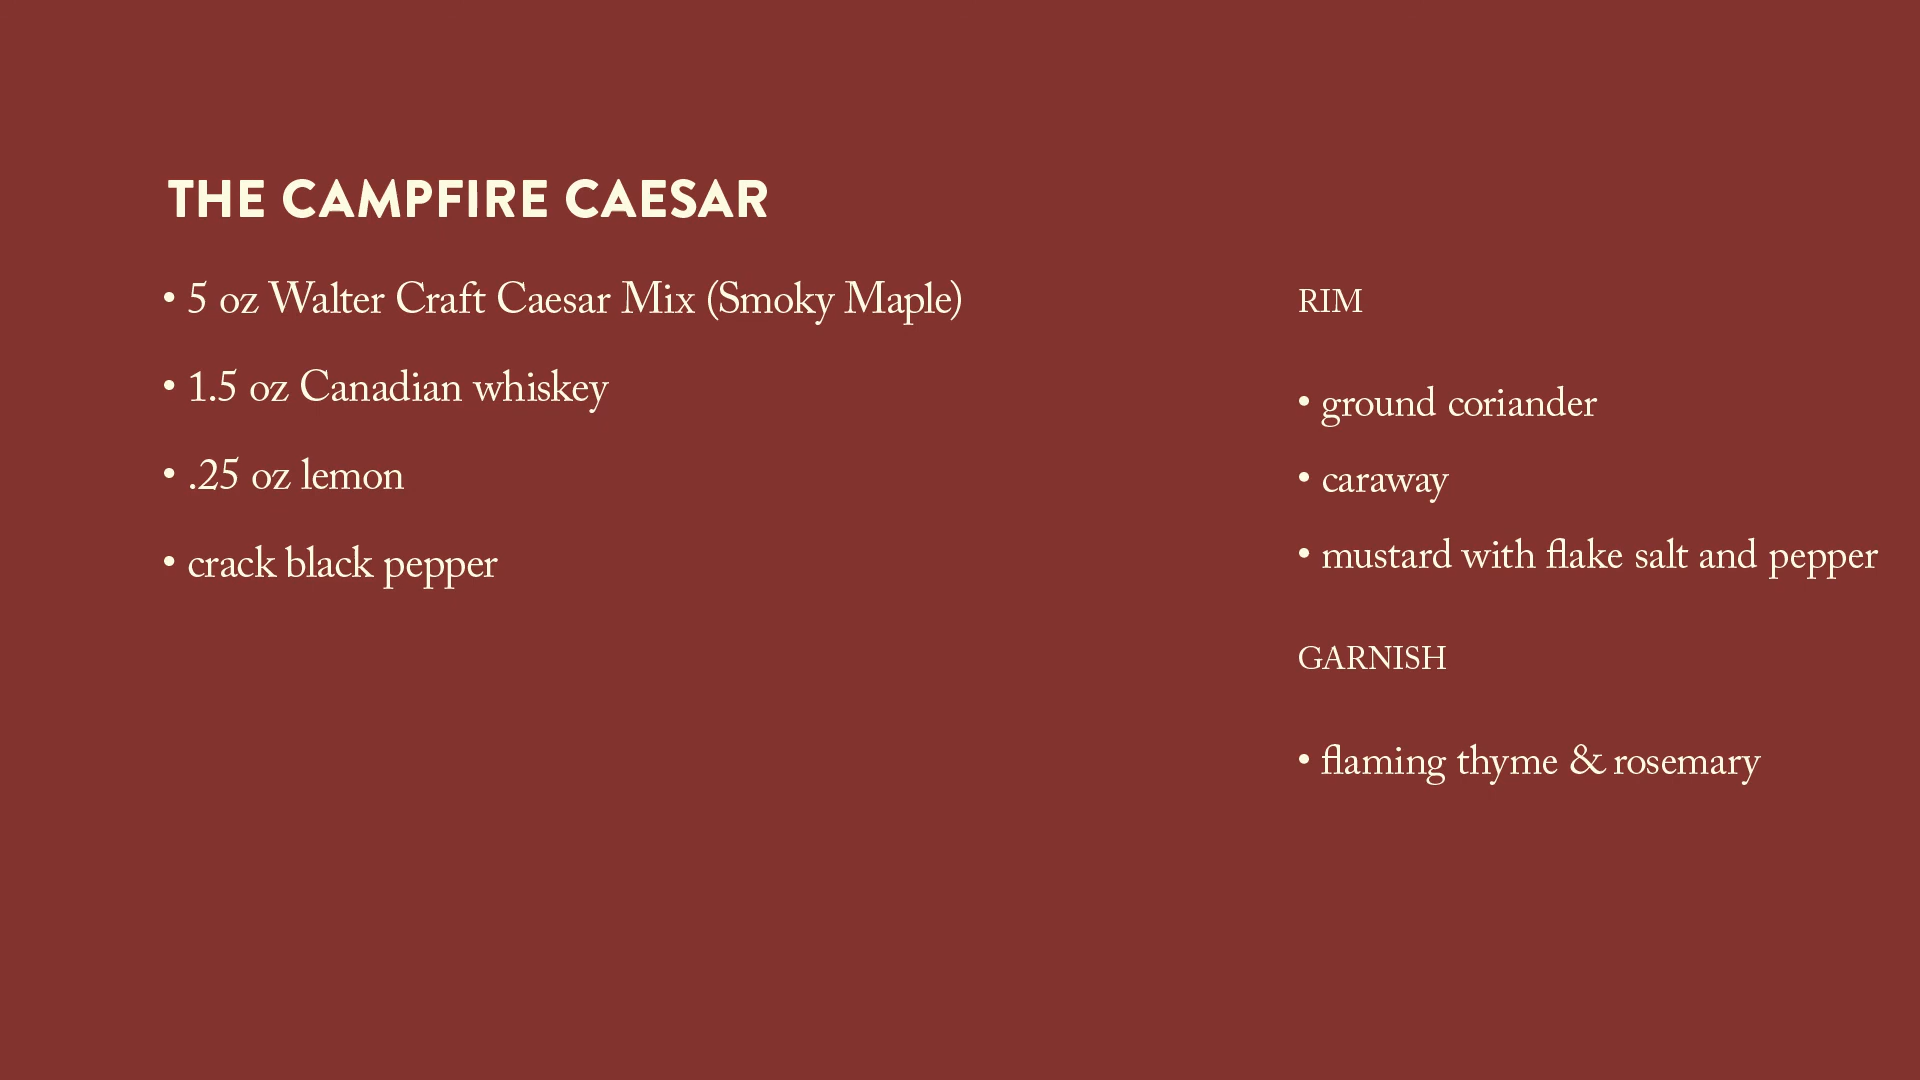 THE CAMPFIRE CAESAR
• 5 oz Walter Craft Caesar Mix (Smoky Maple)
• 1.5 oz Canadian whiskey
• .25 oz lemon
• crack black pepper
RIM
• ground coriander
• caraway
• mustard with flake salt and pepper
GARNISH
• flaming thyme & rosemary